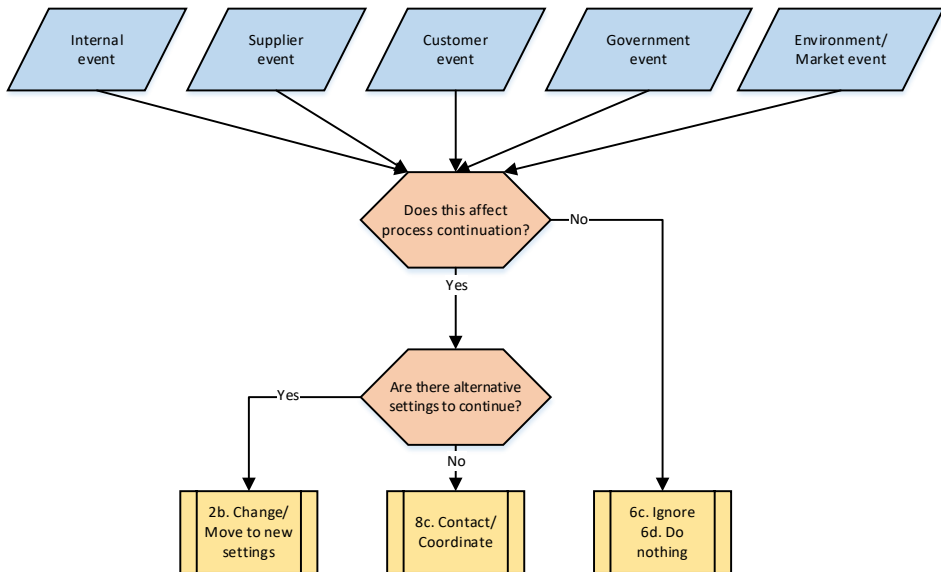 Internal
event
Supplier
event
Customer
event
Government
event
Environment/
Market event
Does this affect
process continuation?
No
Yes
Are there alternative
settings to continue?
Yes
No
2b. Change/
Move to new
settings
8c. Contact/
Coordinate
6c. Ignore
6d. Do
nothing